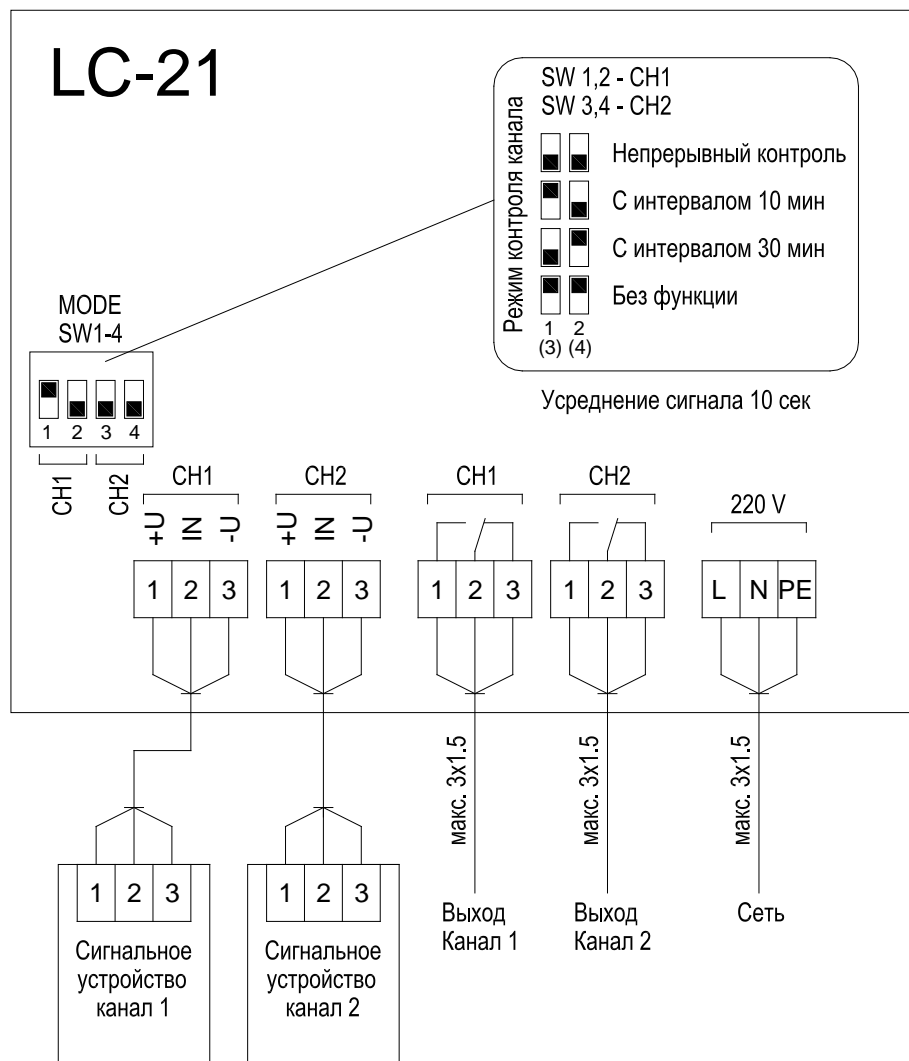 LC-21
SW 1,2 - CH1
SW 3,4 - CH2
Режим контроля канала
Непрерывный контроль
С интервалом 10 мин
С интервалом 30 мин
Без функции
1 2
(3) (4)
Усреднение сигнала 10 сек
MODE
SW1-4
1 2 3 4
CH1 CH2
CH1 CH2 CH1 CH2 220 V
+U IN -U +U IN -U
1 2 3 1 2 3 1 2 3 1 2 3 L N PE
макс. 3x1.5 макс. 3x1.5 макс. 3x1.5
1 2 3 1 2 3
Сигнальное
устройство
канал 1
Сигнальное
устройство
канал 2
Выход
Канал 1
Выход
Канал 2
Сеть